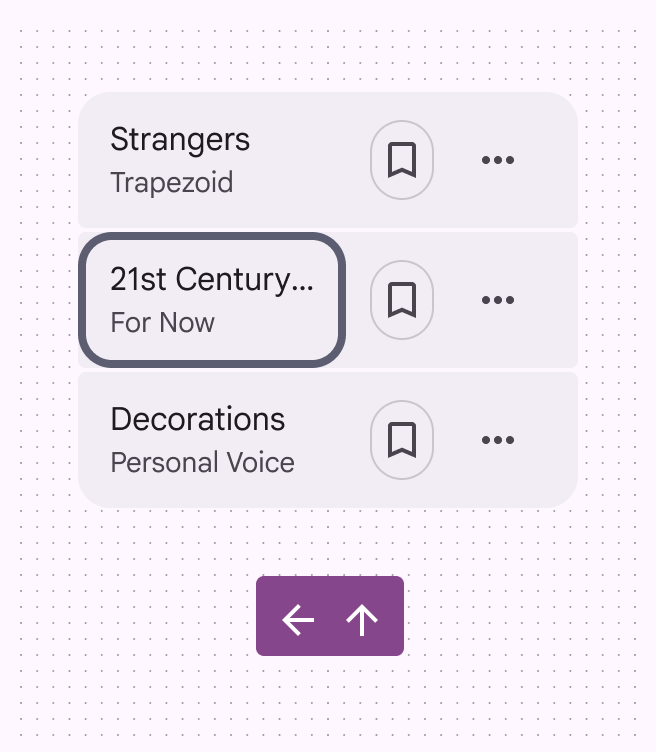 Strangers
Trapezoid
21st Century...
For Now
Decorations
Personal Voice